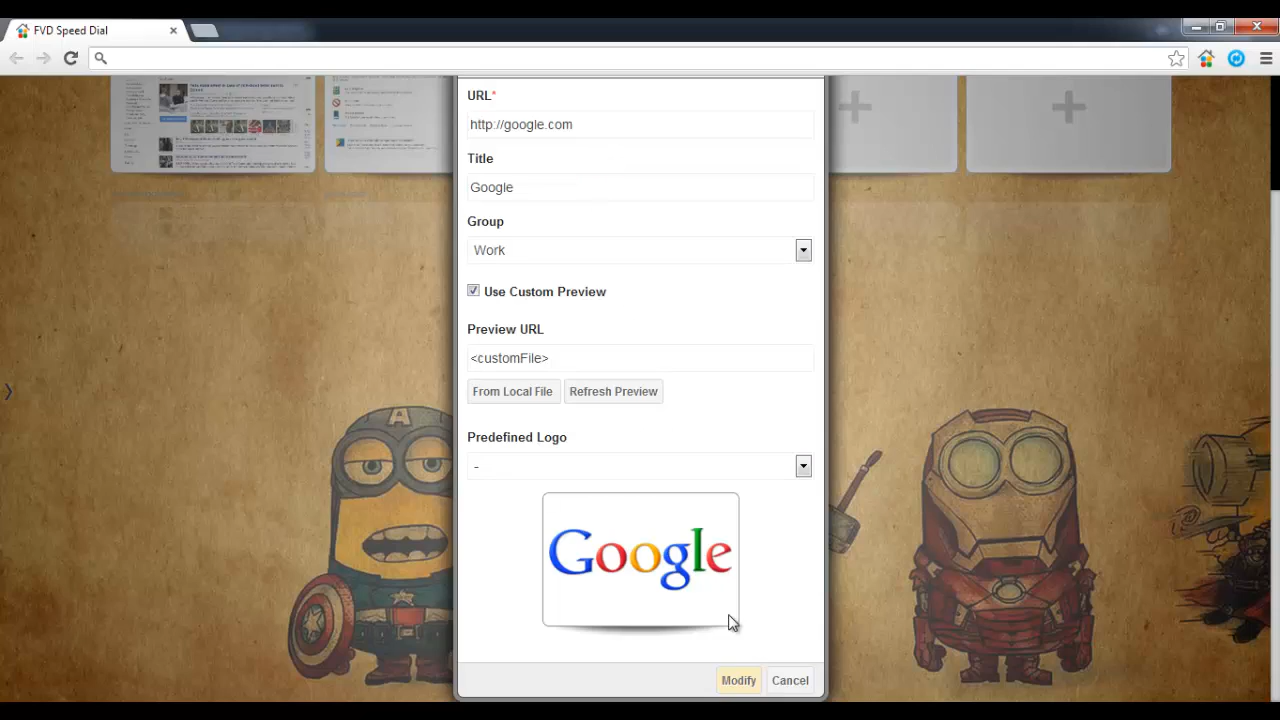 FVD Speed Dial
URL*
http://google.com
Title
Google
Group
Work
Use Custom Preview
Preview URL
<customFile>
From Local File Refresh Preview
Predefined Logo
-
Google
A
Modify Cancel